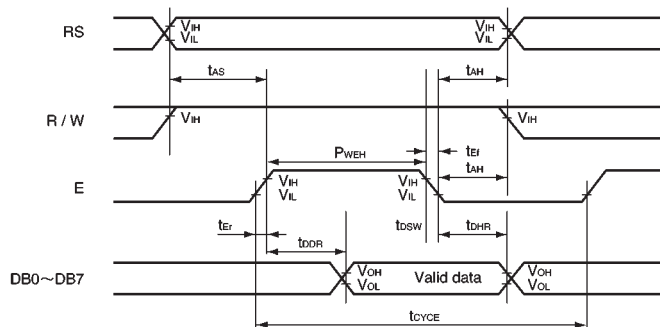 RS
VIH
VIL
VIH
VIL
tAS
tAH
R / W
VIH
VIH
PWEH
tEf
tAH
E
VIH
VIL
VIH
VIL
tEr
tDDR
tDSW
tDHR
DB0~DB7
VOH
VOL
Valid data
VOH
VOL
tCYCE